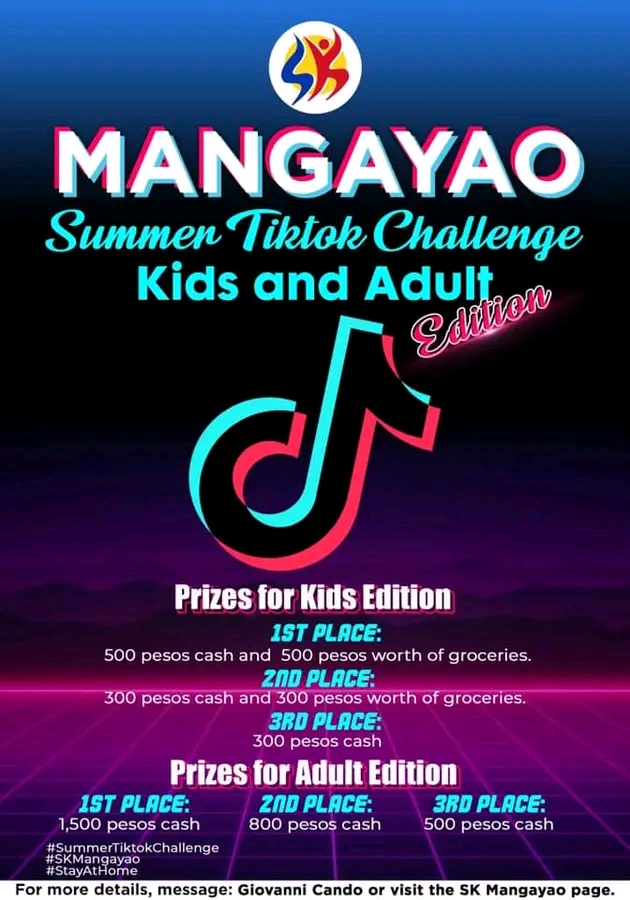 SK
MANGAYAO
Summer Tiktok Challenge
Kids and Adult
Edition
Prizes for Kids Edition
1ST PLACE:
500 pesos cash and 500 pesos worth of groceries.
2ND PLACE:
300 pesos cash and 300 pesos worth of groceries.
3RD PLACE:
300 pesos cash
Prizes for Adult Edition
1ST PLACE: 2ND PLACE: 3RD PLACE:
1,500 pesos cash 800 pesos cash 500 pesos cash
#SummerTiktokChallenge
#SKMangayao
#StayAtHome
For more details, message: Giovanni Cando or visit the SK Mangayao page.